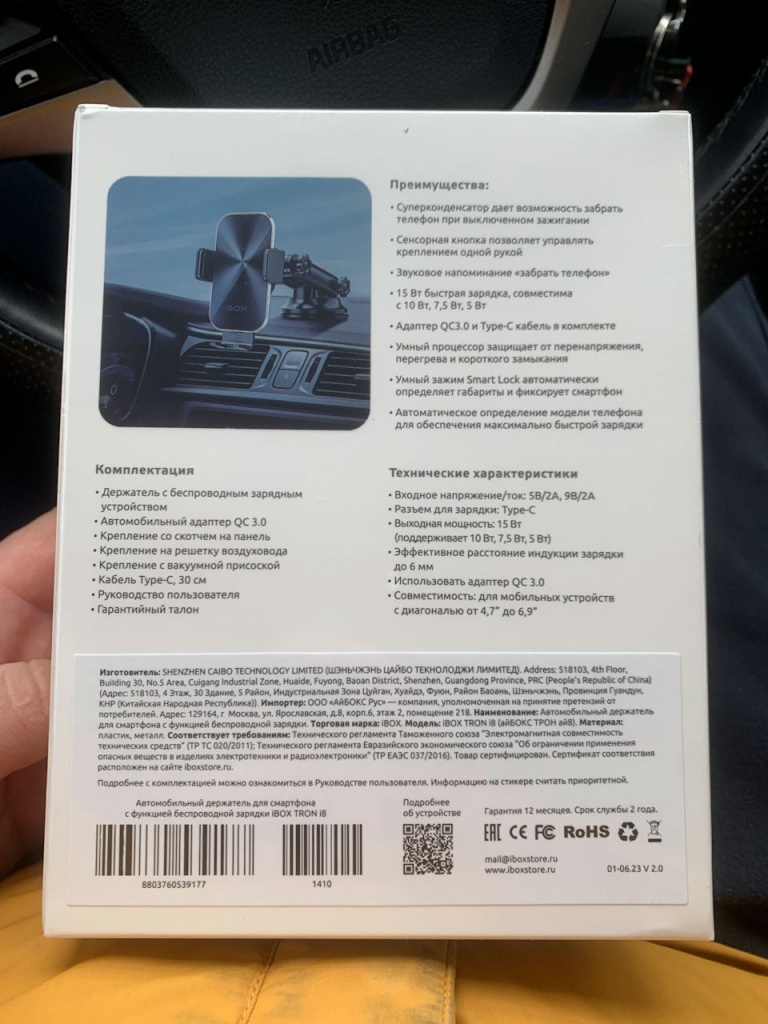 AIRBAG
iBOX
Преимущества:
• Суперконденсатор дает возможность забрать
телефон при выключенном зажигании
• Сенсорная кнопка позволяет управлять
креплением одной рукой
• Звуковое напоминание «забрать телефон»
• 15 Вт быстрая зарядка, совместима
с 10 Вт, 7,5 Вт, 5 Вт
• Адаптер QC3.0 и Type-C кабель в комплекте
• Умный процессор защищает от перенапряжения,
перегрева и короткого замыкания
• Умный зажим Smart Lock автоматически
определяет габариты и фиксирует смартфон
• Автоматическое определение модели телефона
для обеспечения максимально быстрой зарядки
Комплектация
• Держатель с беспроводным зарядным
устройством
• Автомобильный адаптер QC 3.0
• Крепление со скотчем на панель
• Крепление на решетку воздуховода
• Крепление с вакуумной присоской
• Кабель Type-C, 30 см
• Руководство пользователя
• Гарантийный талон
Технические характеристики
• Входное напряжение/ток: 5В/2А, 9В/2А
• Разъем для зарядки: Type-C
• Выходная мощность: 15 Вт
(поддерживает 10 Вт, 7,5 Вт, 5 Вт)
• Эффективное расстояние индукции зарядки
до 6 мм
• Использовать адаптер QC 3.0
• Совместимость: для мобильных устройств
с диагональю от 4,7” до 6,9”
Изготовитель: SHENZHEN CAIBO TECHNOLOGY LIMITED (ШЭНЬЧЖЭНЬ ЦАЙБО ТЕКНОЛОДЖИ ЛИМИТЕД). Address: 518103, 4th Floor,
Building 30, No.5 Area, Cuigang Industrial Zone, Huaide, Fuyong, Baoan District, Shenzhen, Guangdong Province, PRC (People's Republic of China)
(Адрес: 518103, 4 Этаж, 30 Здание, 5 Район, Индустриальная Зона Цуйган, Хуайдэ, Фуюн, Район Баоань, Шэньчжэнь, Провинция Гуандун,
КНР (Китайская Народная Республика)). Импортер: ООО «АЙБОКС Рус» — компания, уполномоченная на принятие претензий от
потребителей. Адрес: 129164, г. Москва, ул. Ярославская, д.8, корп.6, этаж 2, помещение 218. Наименование: Автомобильный держатель
для смартфона с функцией беспроводной зарядки. Торговая марка: iBOX. Модель: iBOX TRON i8 (айБОКС ТРОН ай8). Материал:
пластик, металл. Соответствует требованиям: Технического регламента Таможенного союза "Электромагнитная совместимость
технических средств" (ТР ТС 020/2011); Технического регламента Евразийского экономического союза "Об ограничении применения
опасных веществ в изделиях электротехники и радиоэлектроники" (ТР ЕАЭС 037/2016). Товар сертифицирован. Сертификат соответствия
расположен на сайте iboxstore.ru.
Подробнее с комплектацией можно ознакомиться в Руководстве пользователя. Информацию на стикере считать приоритетной.
Автомобильный держатель для смартфона
с функцией беспроводной зарядки iBOX TRON i8
8803760539177
1410
Подробнее
об устройстве
Гарантия 12 месяцев. Срок службы 2 года.
EAC CE FC RoHS
mail@iboxstore.ru
www.iboxstore.ru
01-06.23 V 2.0